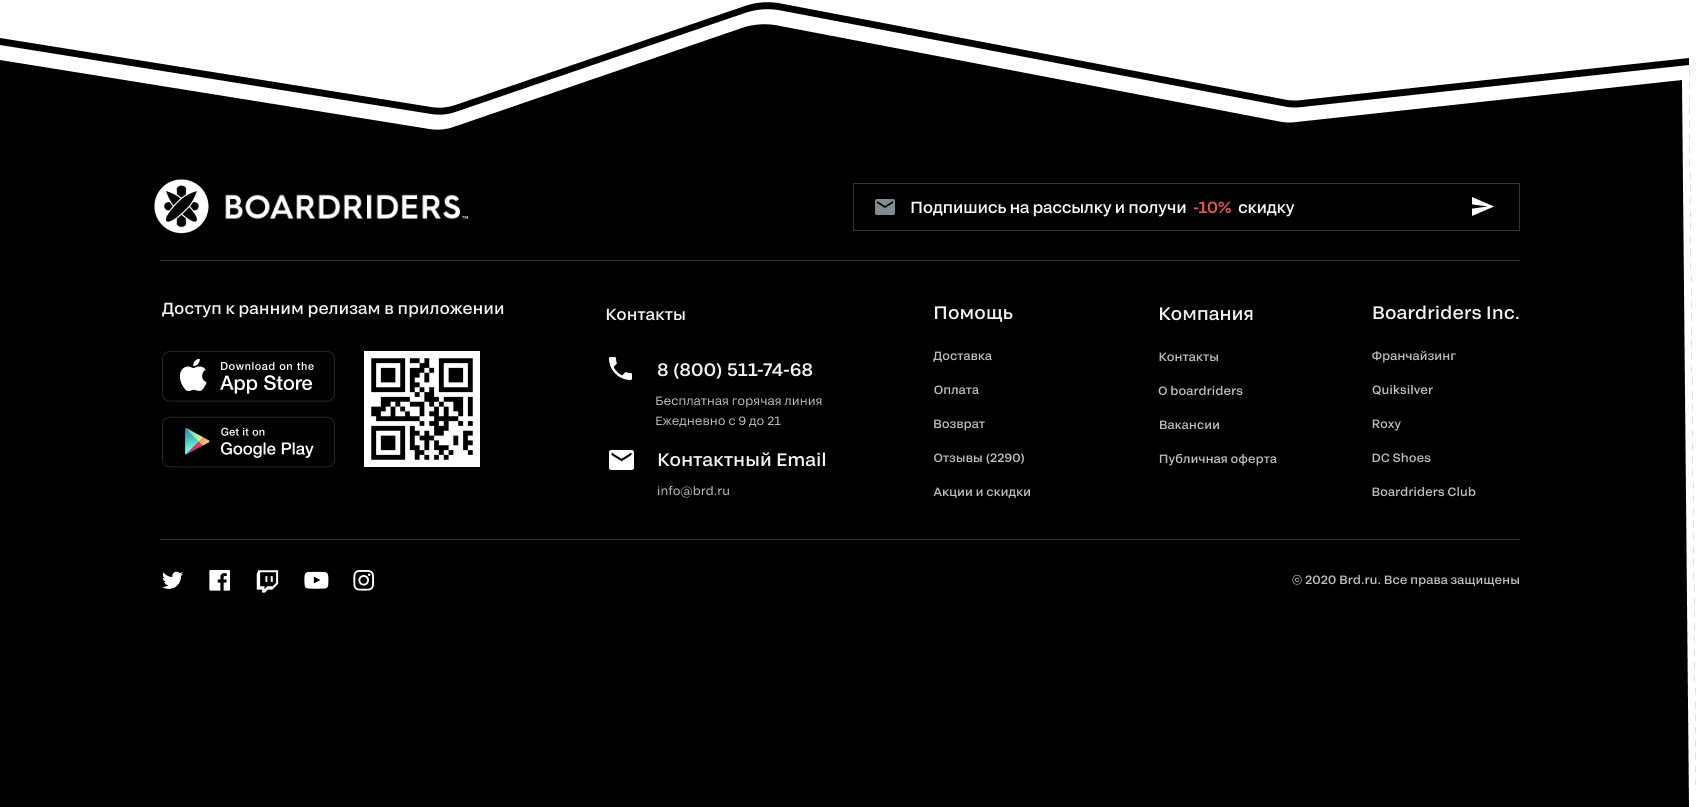 BOARDRIDERS™
Подпишись на рассылку и получи -10% скидку
Доступ к ранним релизам в приложении
Download on the
App Store
Get it on
Google Play
Контакты
8 (800) 511-74-68
Бесплатная горячая линия
Ежедневно с 9 до 21
Контактный Email
info@brd.ru
Помощь
Доставка
Оплата
Возврат
Отзывы (2290)
Акции и скидки
Компания
Контакты
О boardriders
Вакансии
Публичная оферта
Boardriders Inc.
Франчайзинг
Quiksilver
Roxy
DC Shoes
Boardriders Club
© 2020 Brd.ru. Все права защищены